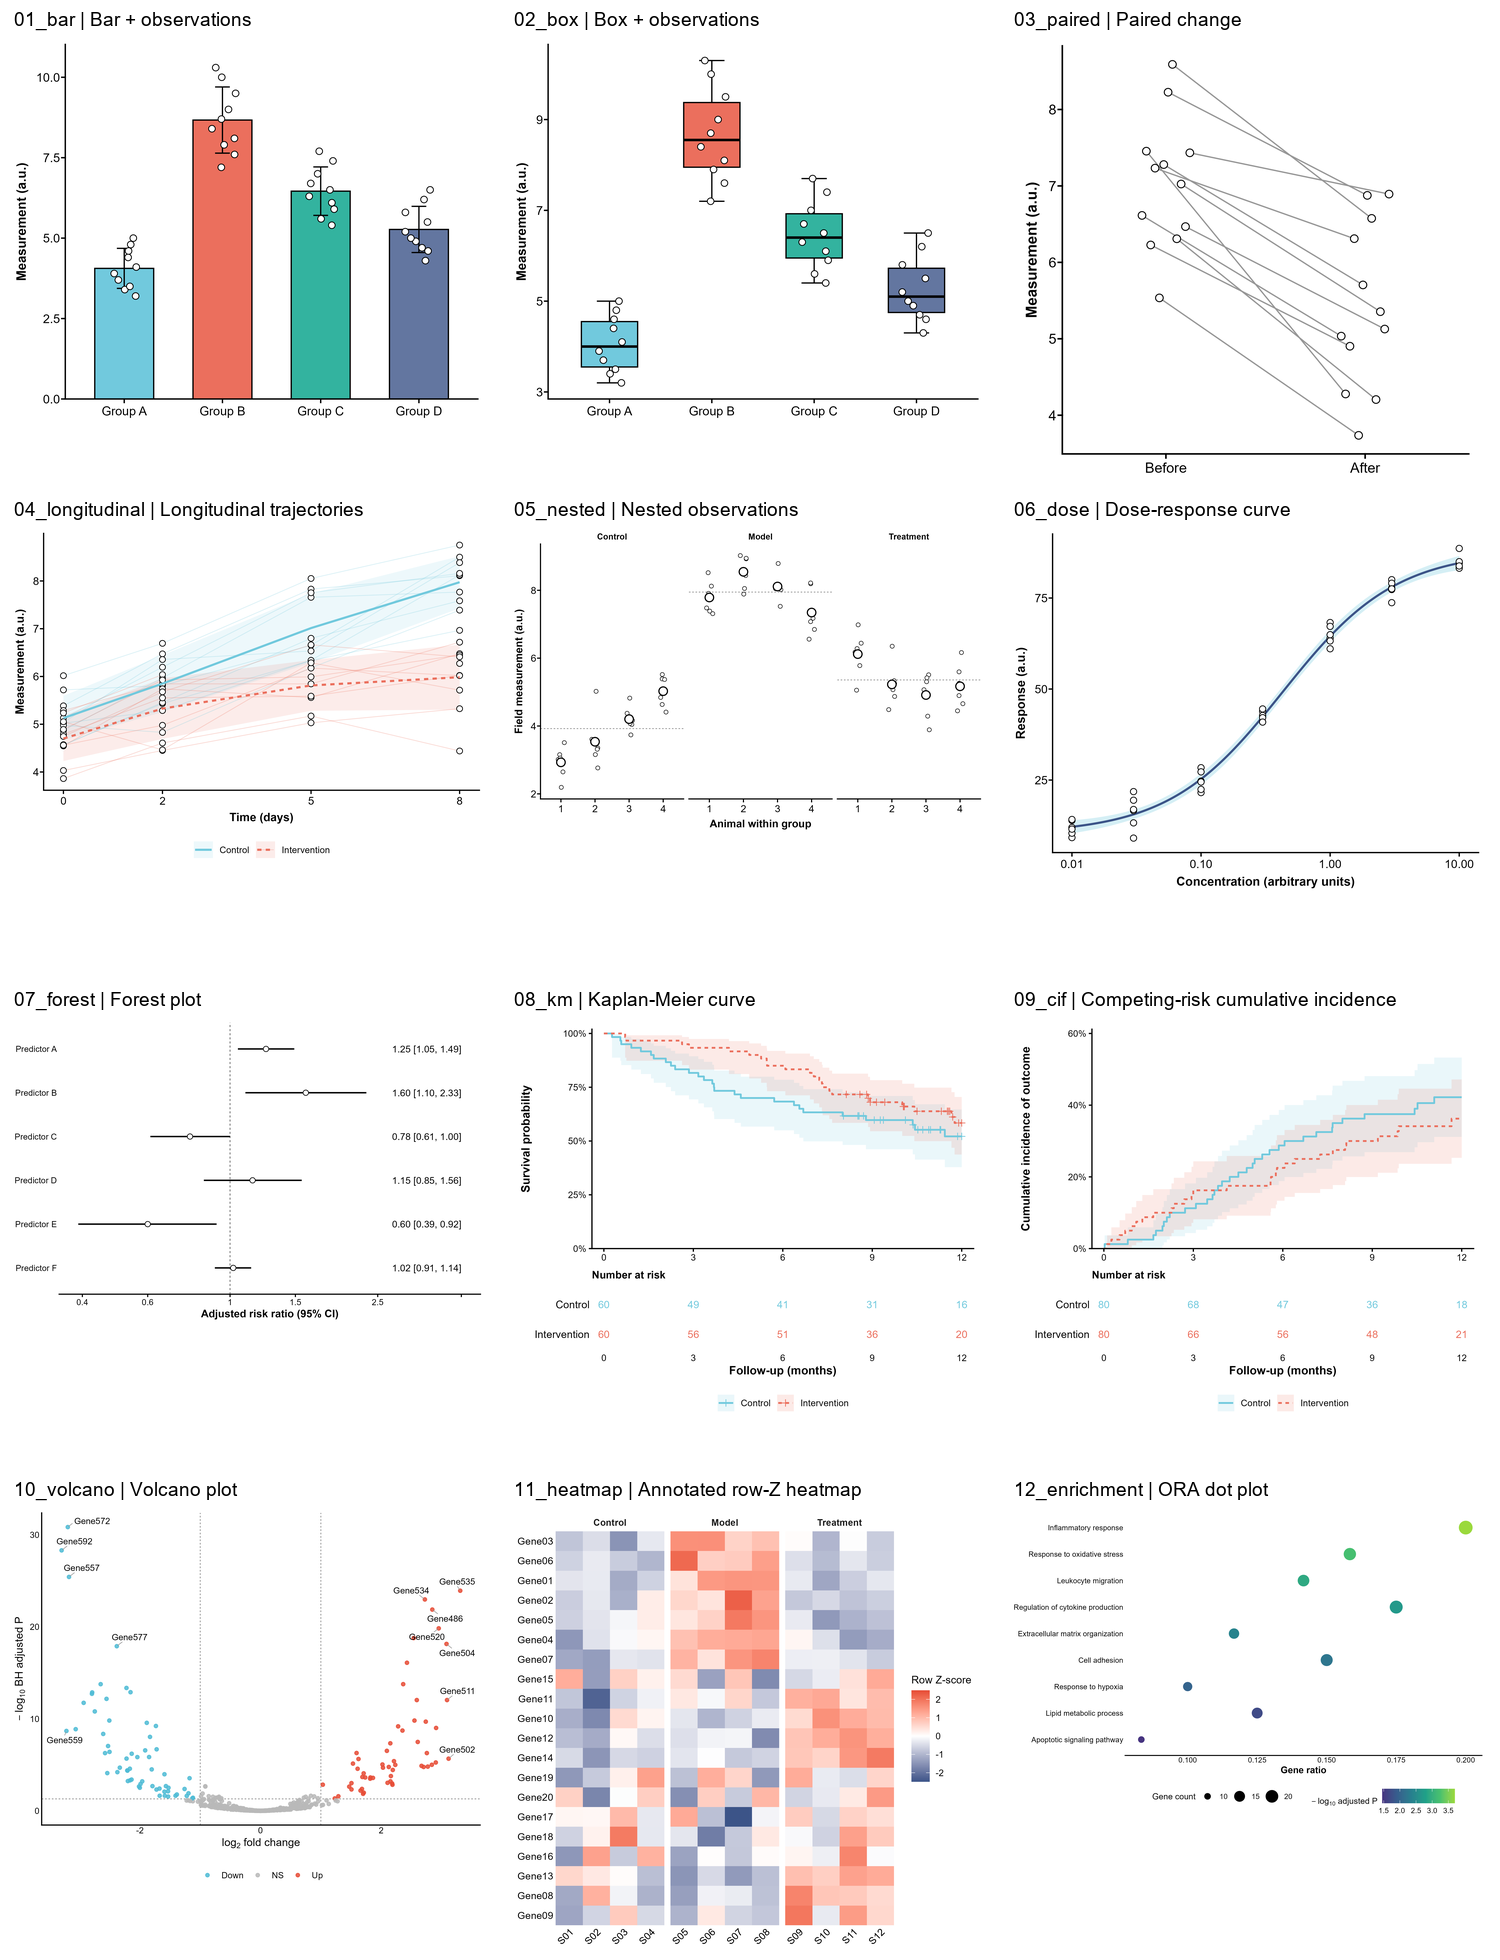 01_bar | Bar + observations
Measurement (a.u.)
10.0
7.5
5.0
2.5
0.0
Group A Group B Group C Group D
02_box | Box + observations
Measurement (a.u.)
9
7
5
3
Group A Group B Group C Group D
03_paired | Paired change
Measurement (a.u.)
8
7
6
5
4
Before After
04_longitudinal | Longitudinal trajectories
Measurement (a.u.)
8
7
6
5
4
0 2 5 8
Time (days)
Control Intervention
05_nested | Nested observations
Control Model Treatment
Field measurement (a.u.)
8
6
4
2
1 2 3 4 1 2 3 4 1 2 3 4
Animal within group
06_dose | Dose-response curve
Response (a.u.)
75
50
25
0.01 0.10 1.00 10.00
Concentration (arbitrary units)
07_forest | Forest plot
Predictor A 1.25 [1.05, 1.49]
Predictor B 1.60 [1.10, 2.33]
Predictor C 0.78 [0.61, 1.00]
Predictor D 1.15 [0.85, 1.56]
Predictor E 0.60 [0.39, 0.92]
Predictor F 1.02 [0.91, 1.14]
0.4 0.6 1 1.5 2.5
Adjusted risk ratio (95% CI)
08_km | Kaplan-Meier curve
Survival probability
100%
75%
50%
25%
0%
0 3 6 9 12
Number at risk
Control 60 49 41 31 16
Intervention 60 56 51 36 20
0 3 6 9 12
Follow-up (months)
Control Intervention
09_cif | Competing-risk cumulative incidence
Cumulative incidence of outcome
60%
40%
20%
0%
0 3 6 9 12
Number at risk
Control 80 68 47 36 18
Intervention 80 66 56 48 21
0 3 6 9 12
Follow-up (months)
Control Intervention
10_volcano | Volcano plot
− log10 BH adjusted P
30
20
10
0
Gene572
Gene592
Gene557
Gene535
Gene534
Gene486
Gene577
Gene520
Gene504
Gene511
Gene559
Gene502
-2 0 2
log2 fold change
Down NS Up
11_heatmap | Annotated row-Z heatmap
Control Model Treatment
Gene03
Gene06
Gene01
Gene02
Gene05
Gene04
Gene07
Gene15
Gene11
Gene10
Gene12
Gene14
Gene19
Gene20
Gene17
Gene18
Gene16
Gene13
Gene08
Gene09
S01 S02 S03 S04 S05 S06 S07 S08 S09 S10 S11 S12
Row Z-score
2
1
0
-1
-2
12_enrichment | ORA dot plot
Inflammatory response
Response to oxidative stress
Leukocyte migration
Regulation of cytokine production
Extracellular matrix organization
Cell adhesion
Response to hypoxia
Lipid metabolic process
Apoptotic signaling pathway
0.100 0.125 0.150 0.175 0.200
Gene ratio
Gene count 10 15 20
− log10 adjusted P
1.5 2.0 2.5 3.0 3.5